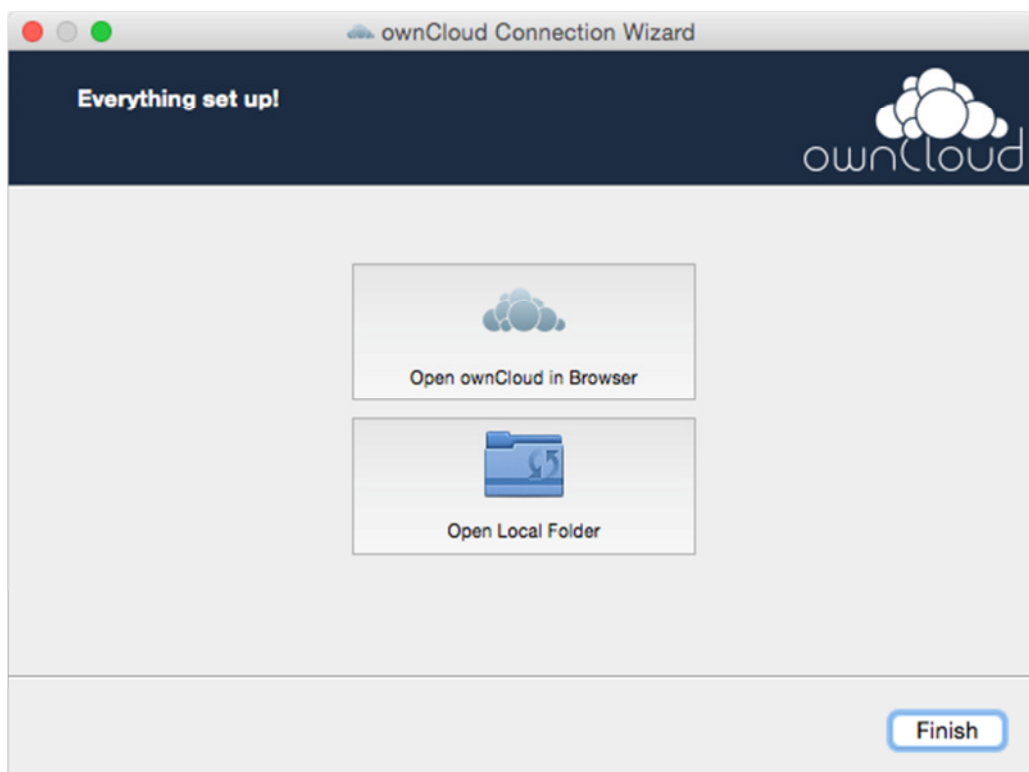 ownCloud Connection Wizard
Everything set up!
ownCloud
Open ownCloud in Browser
Open Local Folder
Finish